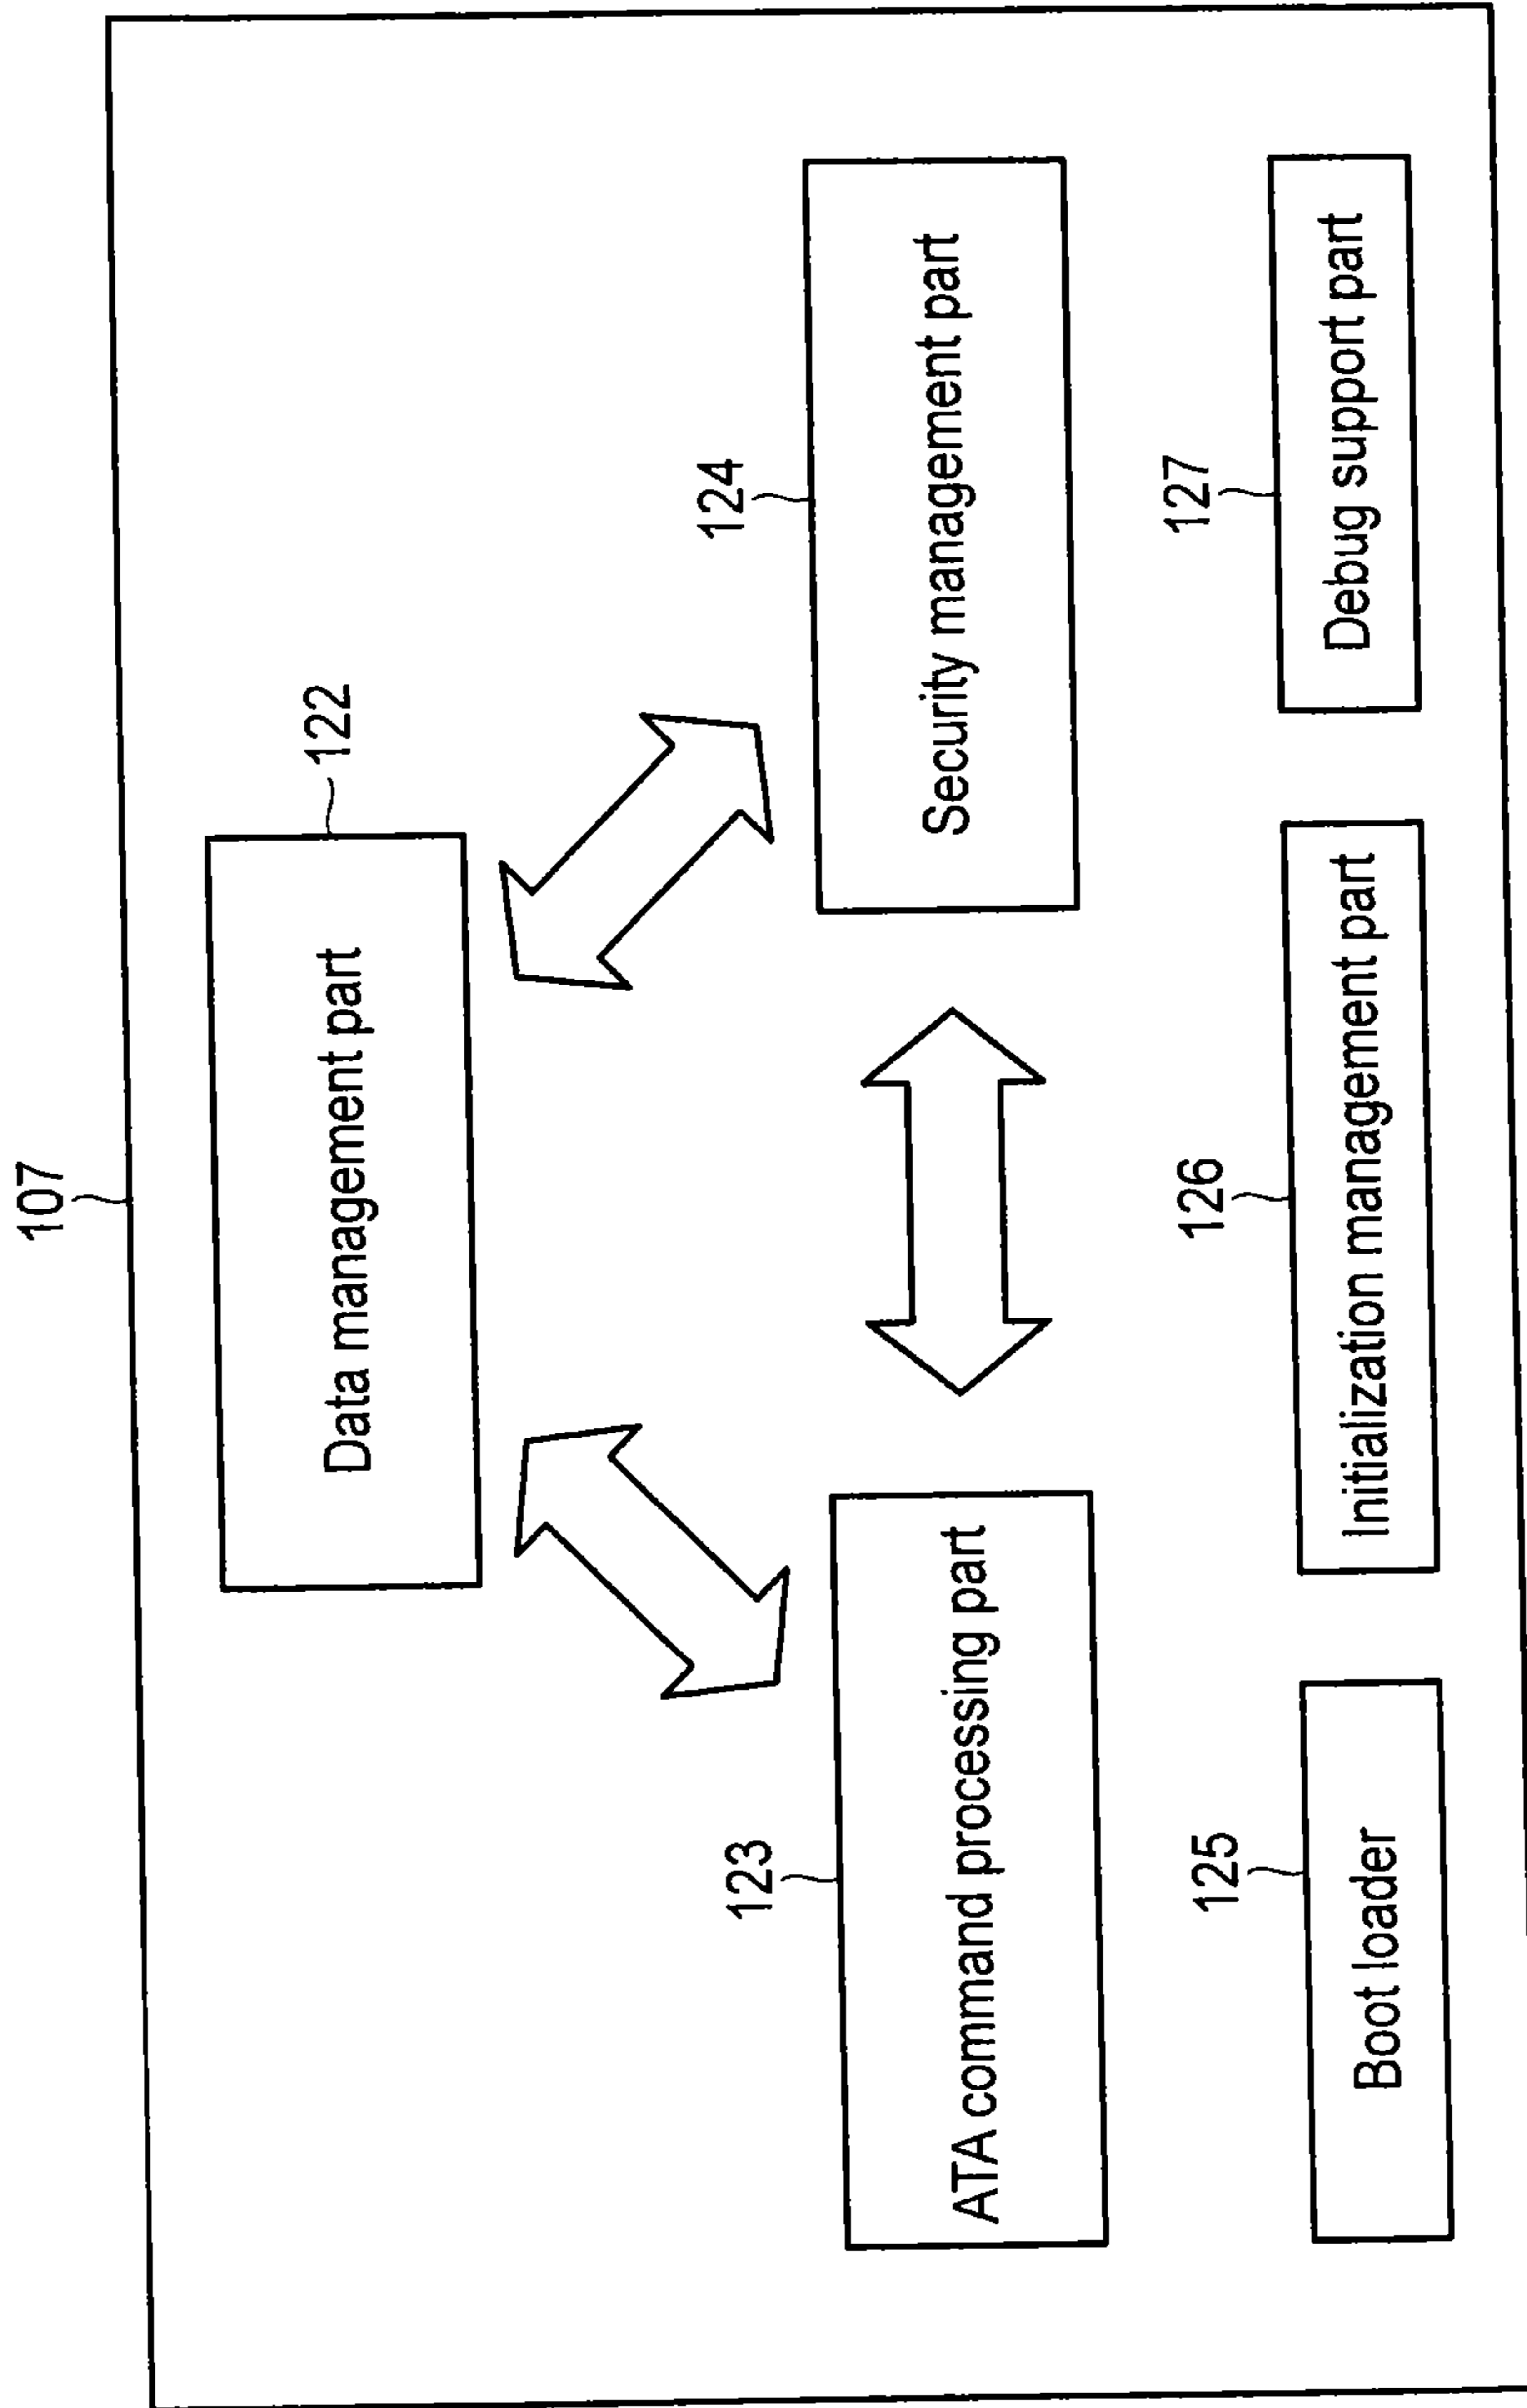 107
122
Data management part
123
ATA command processing part
124
Security management part
125
Boot loader
126
Initialization management part
127
Debug support part